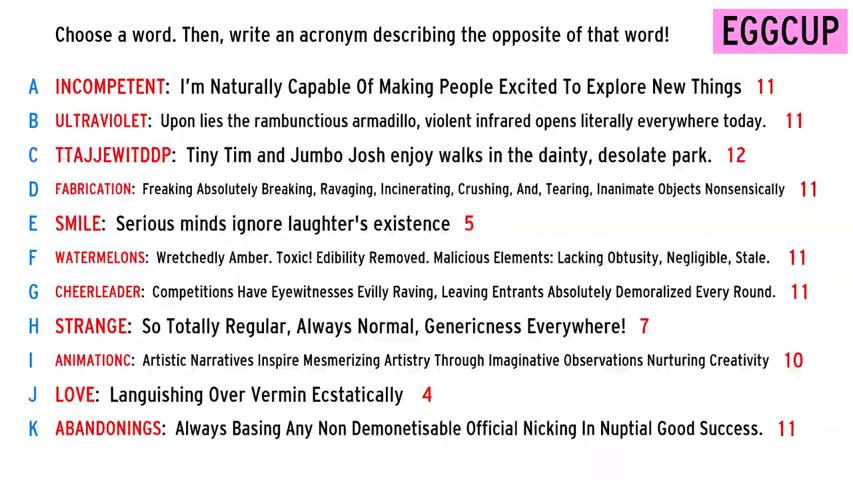 Choose a word. Then, write an acronym describing the opposite of that word!
EGGCUP
A INCOMPETENT: I'm Naturally Capable Of Making People Excited To Explore New Things 11
B ULTRAVIOLET: Upon lies the rambunctious armadillo, violent infrared opens literally everywhere today. 11
C TTAJJEWITDDP: Tiny Tim and Jumbo Josh enjoy walks in the dainty, desolate park. 12
D FABRICATION: Freaking Absolutely Breaking, Ravaging, Incinerating, Crushing, And, Tearing, Inanimate Objects Nonsensically 11
E SMILE: Serious minds ignore laughter's existence 5
F WATERMELONS: Wretchedly Amber. Toxic! Edibility Removed. Malicious Elements: Lacking Obtusity, Negligible, Stale. 11
G CHEERLEADER: Competitions Have Eyewitnesses Evilly Raving, Leaving Entrants Absolutely Demoralized Every Round. 11
H STRANGE: So Totally Regular, Always Normal, Genericness Everywhere! 7
I ANIMATIONC: Artistic Narratives Inspire Mesmerizing Artistry Through Imaginative Observations Nurturing Creativity 10
J LOVE: Languishing Over Vermin Ecstatically 4
K ABANDONINGS: Always Basing Any Non Demonetisable Official Nicking In Nuptial Good Success. 11